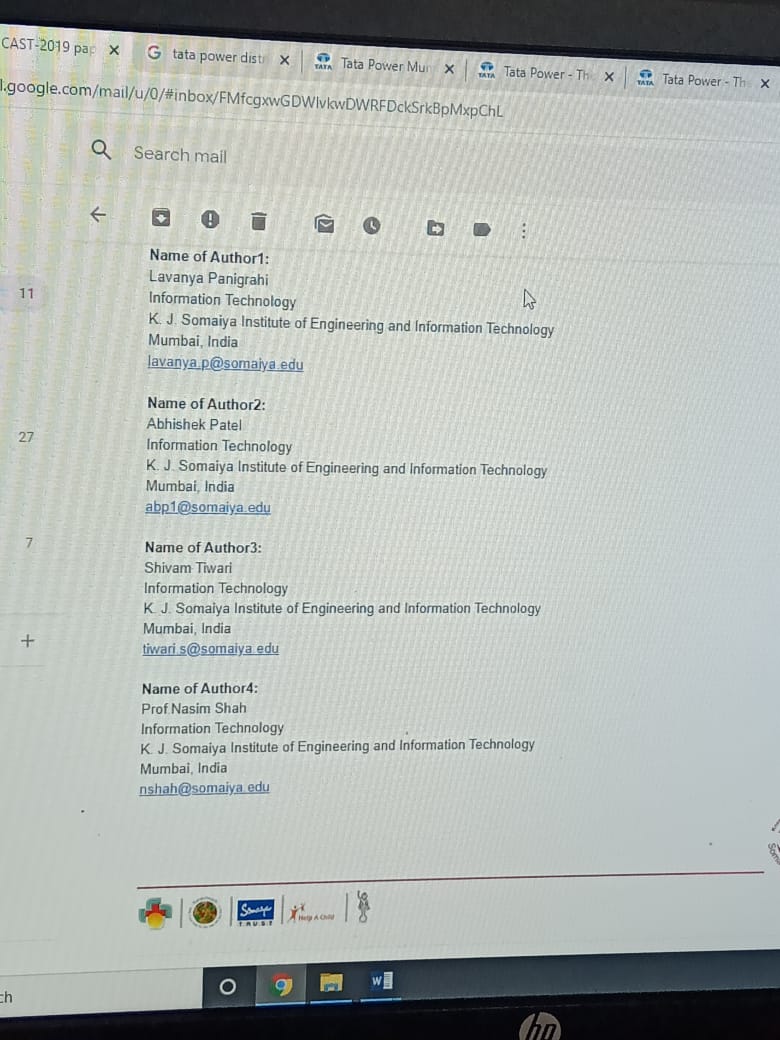 CAST-2019 pap
tata power distr
Tata Power Mum
Tata Power - Th
Tata Power - Th
l.google.com/mail/u/0/#inbox/FMfcgxwGDWlvkwDWRFDckSrkBpMxpChL
Search mail
Name of Author1:
Lavanya Panigrahi
11
Information Technology
K. J. Somaiya Institute of Engineering and Information Technology
Mumbai, India
lavanya.p@somaiya.edu
Name of Author2:
Abhishek Patel
27
Information Technology
K. J. Somaiya Institute of Engineering and Information Technology
Mumbai, India
abp1@somaiya.edu
7
Name of Author3:
Shivam Tiwari
Information Technology
K. J. Somaiya Institute of Engineering and Information Technology
Mumbai, India
tiwari.s@somaiya.edu
Name of Author4:
Prof.Nasim Shah
Information Technology
K. J. Somaiya Institute of Engineering and Information Technology
Mumbai, India
nshah@somaiya.edu
Somaiya
TRUST
Help A Child
ch
hp